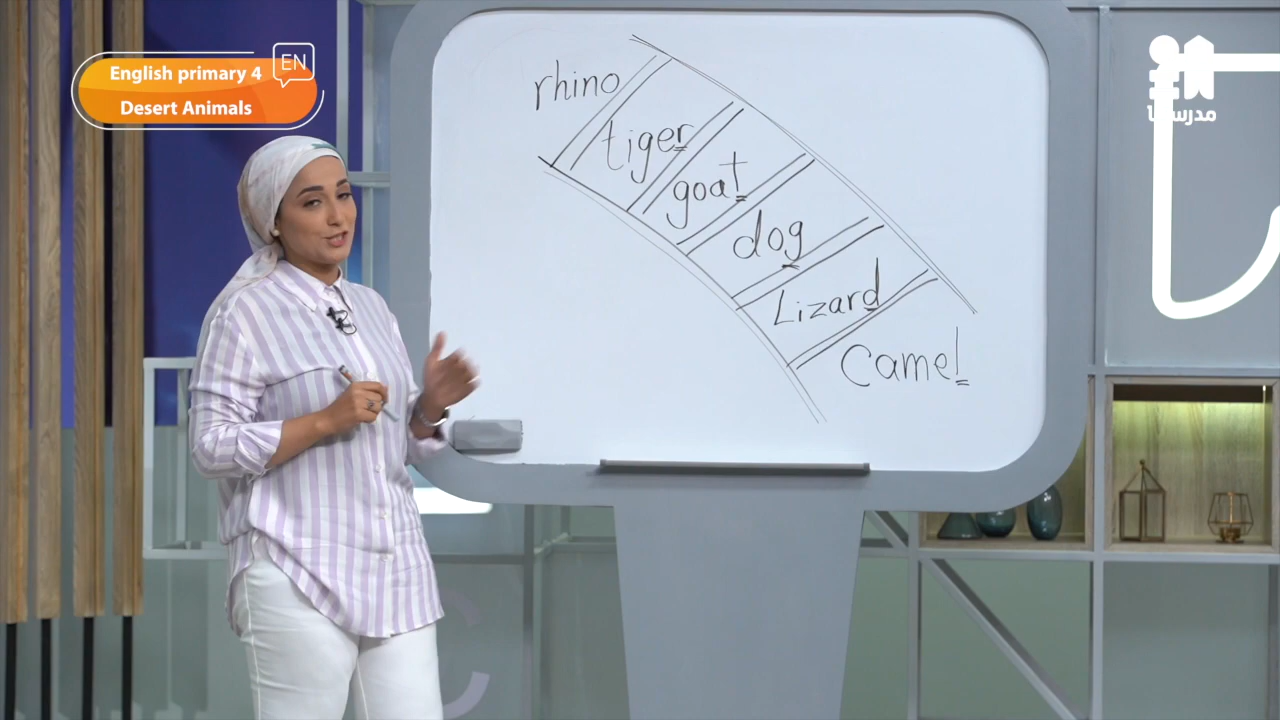 English primary 4
EN
Desert Animals
rhino
tiger
goat
dog
Lizard
Camel
مدرستنا